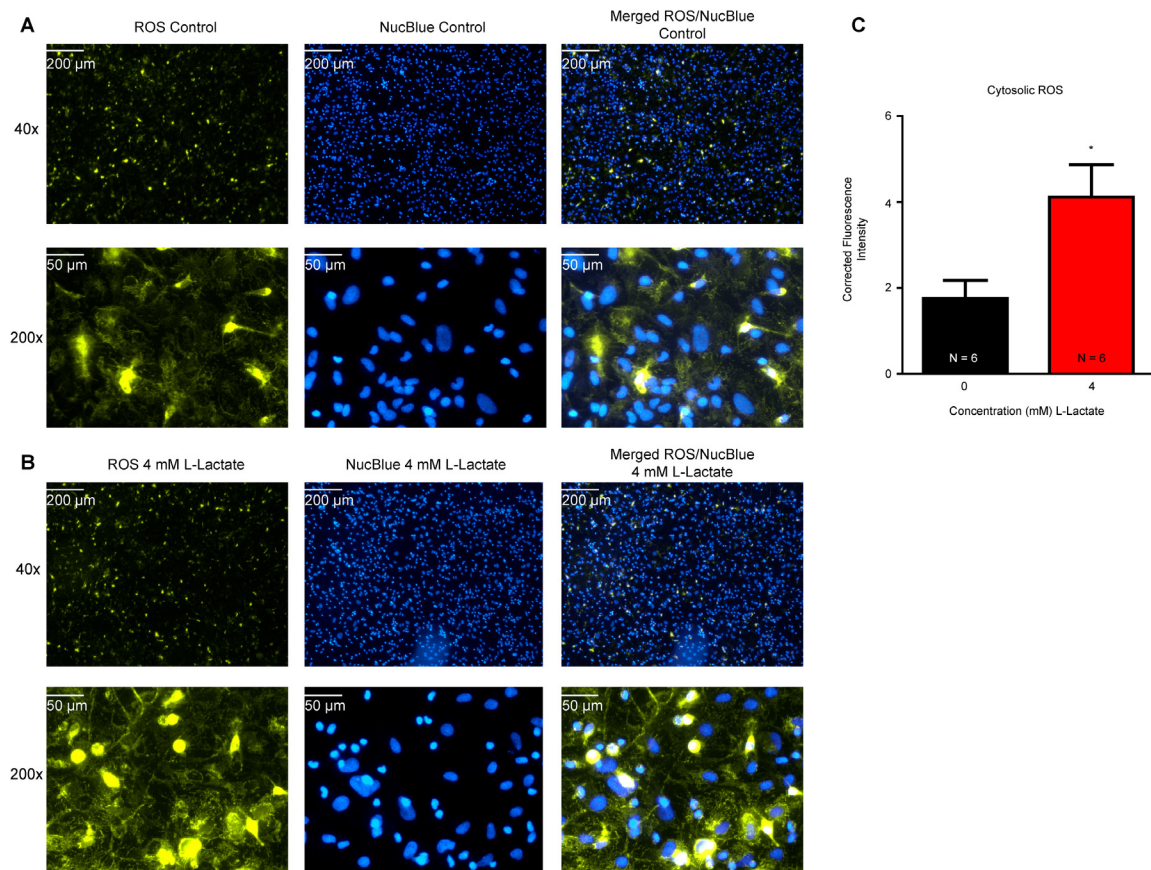 A
ROS Control
NucBlue Control
Merged ROS/NucBlue
Control
40x
200 µm
200 µm
200 µm
200x
50 µm
50 µm
50 µm
B
ROS 4 mM L-Lactate
NucBlue 4 mM L-Lactate
Merged ROS/NucBlue
4 mM L-Lactate
40x
200 µm
200 µm
200 µm
200x
50 µm
50 µm
50 µm
C
Cytosolic ROS
Corrected Fluorescence
Intensity
6
4
2
0
*
N = 6
N = 6
0
4
Concentration (mM) L-Lactate